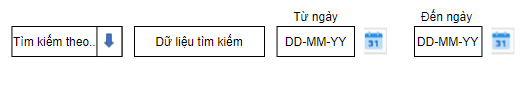 Từ ngày
Đến ngày
Tìm kiếm theo..
Dữ liệu tìm kiếm
DD-MM-YY
31
DD-MM-YY
31